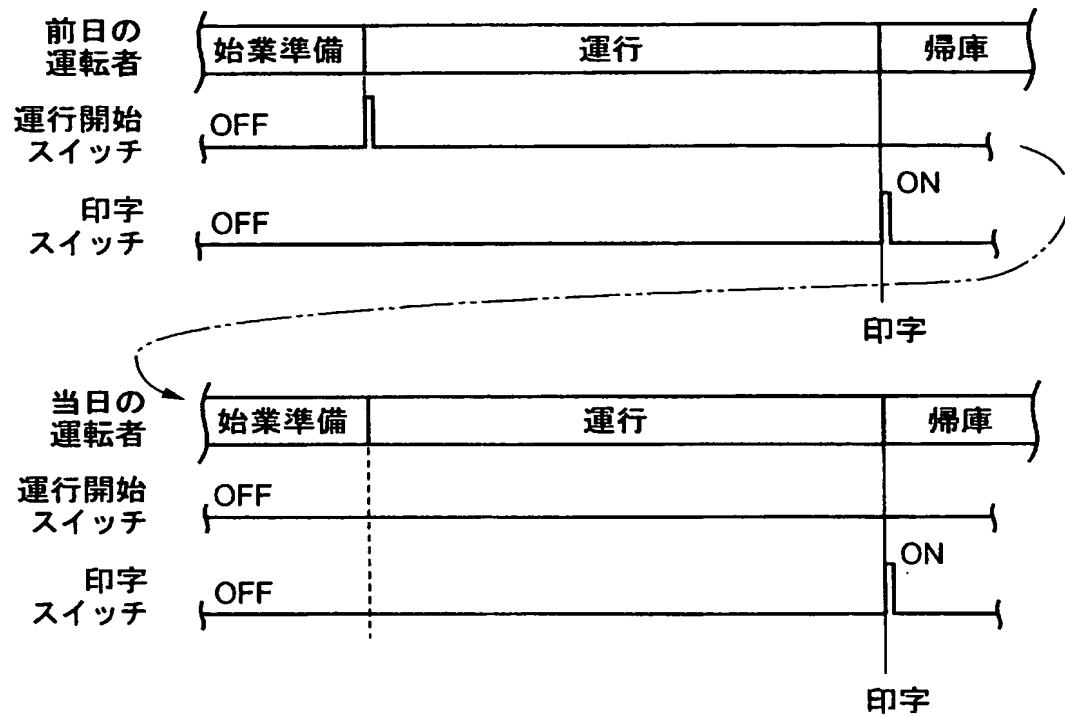 前日の
運転者
始業準備
運行
帰庫
運行開始
スイッチ
OFF
印字
スイッチ
OFF
ON
印字
当日の
運転者
始業準備
運行
帰庫
運行開始
スイッチ
OFF
印字
スイッチ
OFF
ON
印字